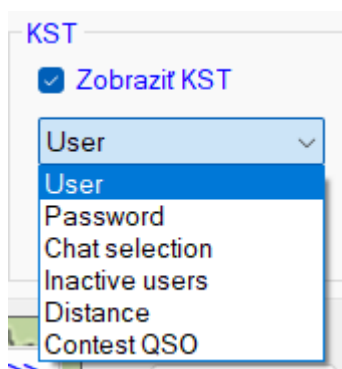 KST
Zobraziť KST
User
User
Password
Chat selection
Inactive users
Distance
Contest QSO